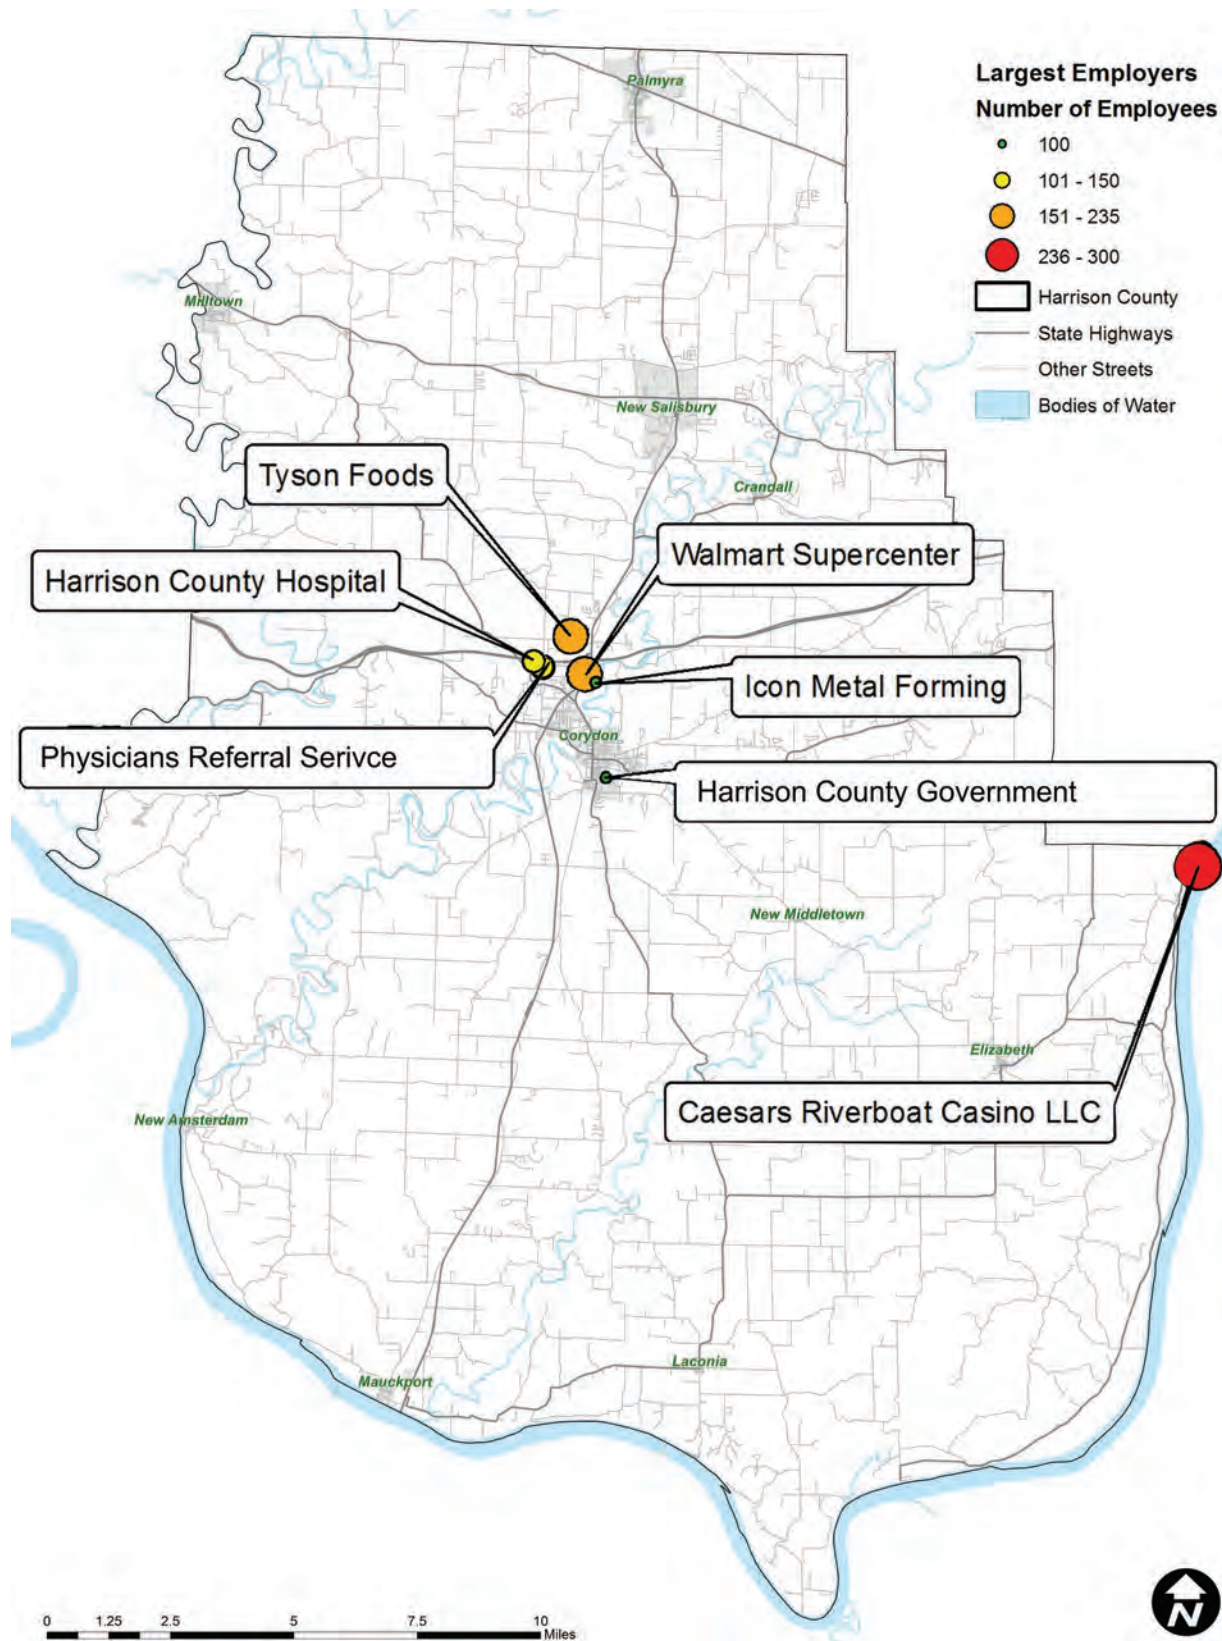 Palmyra
Largest Employers
Number of Employees
100
101 - 150
151 - 235
236 - 300
Harrison County
State Highways
Other Streets
Bodies of Water
Milltown
New Salisbury
Tyson Foods
Crandall
Walmart Supercenter
Harrison County Hospital
Icon Metal Forming
Corydon
Physicians Referral Serivce
Harrison County Government
New Middletown
Elizabeth
Caesars Riverboat Casino LLC
New Amsterdam
Laconia
Mauckport
N
0 1.25 2.5 5 7.5 10
Miles